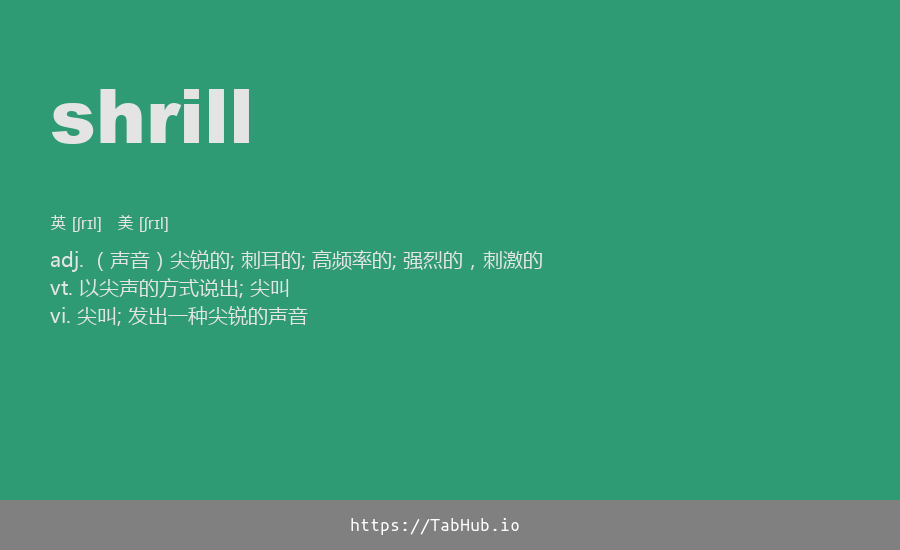 shrill
英 [ʃrɪl] 美 [ʃrɪl]
adj. （声音）尖锐的; 刺耳的; 高频率的; 强烈的，刺激的
vt. 以尖声的方式说出; 尖叫
vi. 尖叫; 发出一种尖锐的声音
https://TabHub.io